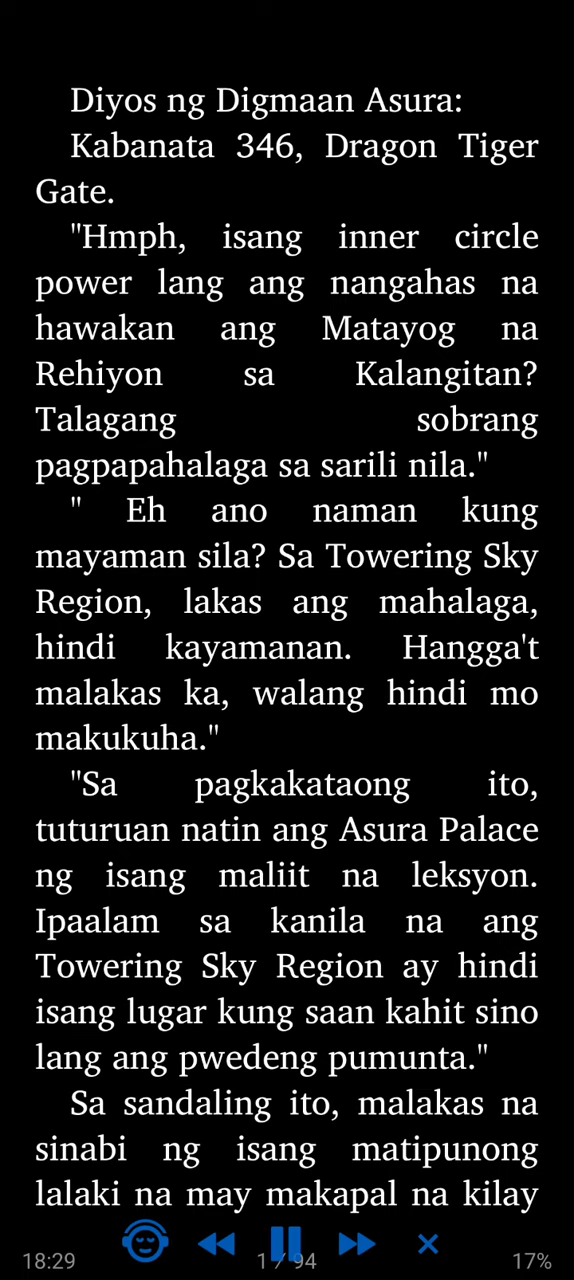 Diyos ng Digmaan Asura:
Kabanata 346, Dragon Tiger
Gate.
"Hmph, isang inner circle
power lang ang nangahas na
hawakan ang Matayog na
Rehiyon sa Kalangitan?
Talagang sobrang
pagpapahalaga sa sarili nila."
" Eh ano naman kung
mayaman sila? Sa Towering Sky
Region, lakas ang mahalaga,
hindi kayamanan. Hangga't
malakas ka, walang hindi mo
makukuha."
"Sa pagkakataong ito,
tuturuan natin ang Asura Palace
ng isang maliit na leksyon.
Ipaalam sa kanila na ang
Towering Sky Region ay hindi
isang lugar kung saan kahit sino
lang ang pwedeng pumunta."
Sa sandaling ito, malakas na
sinabi ng isang matipunong
lalaki na may makapal na kilay
18:29 1 / 94 17%